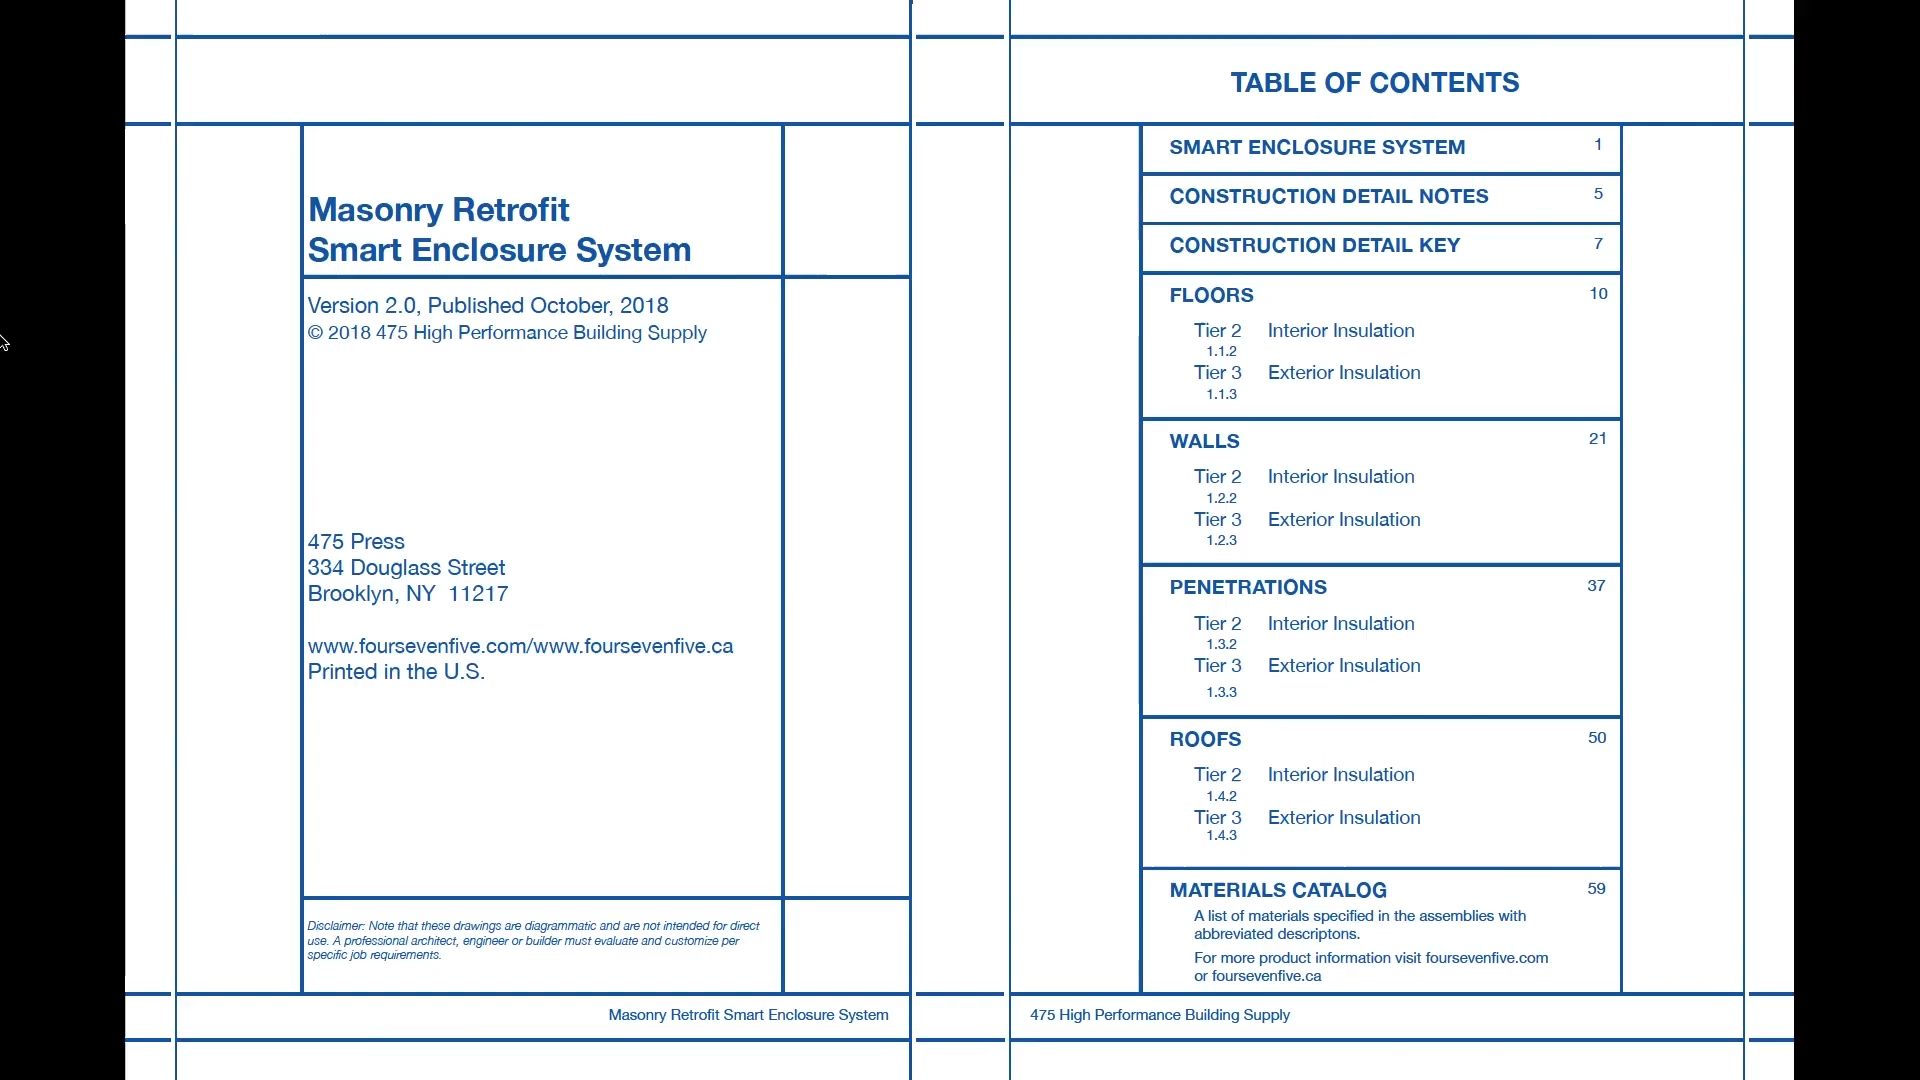 Masonry Retrofit
Smart Enclosure System
Version 2.0, Published October, 2018
© 2018 475 High Performance Building Supply
475 Press
334 Douglass Street
Brooklyn, NY  11217
www.foursevenfive.com/www.foursevenfive.ca
Printed in the U.S.
Disclaimer: Note that these drawings are diagrammatic and are not intended for direct
use. A professional architect, engineer or builder must evaluate and customize per
specific job requirements.
Masonry Retrofit Smart Enclosure System
TABLE OF CONTENTS
SMART ENCLOSURE SYSTEM 1
CONSTRUCTION DETAIL NOTES 5
CONSTRUCTION DETAIL KEY 7
FLOORS 10
Tier 2 Interior Insulation
1.1.2
Tier 3 Exterior Insulation
1.1.3
WALLS 21
Tier 2 Interior Insulation
1.2.2
Tier 3 Exterior Insulation
1.2.3
PENETRATIONS 37
Tier 2 Interior Insulation
1.3.2
Tier 3 Exterior Insulation
1.3.3
ROOFS 50
Tier 2 Interior Insulation
1.4.2
Tier 3 Exterior Insulation
1.4.3
MATERIALS CATALOG 59
A list of materials specified in the assemblies with
abbreviated descriptons.
For more product information visit foursevenfive.com
or foursevenfive.ca
475 High Performance Building Supply